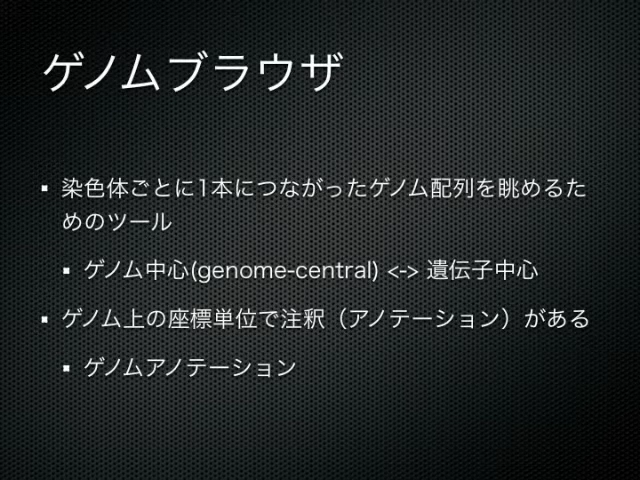 ゲノムブラウザ
▪ 染色体ごとに1本につながったゲノム配列を眺めるた
めのツール
▪ ゲノム中心(genome-central) <-> 遺伝子中心
▪ ゲノム上の座標単位で注釈（アノテーション）がある
▪ ゲノムアノテーション